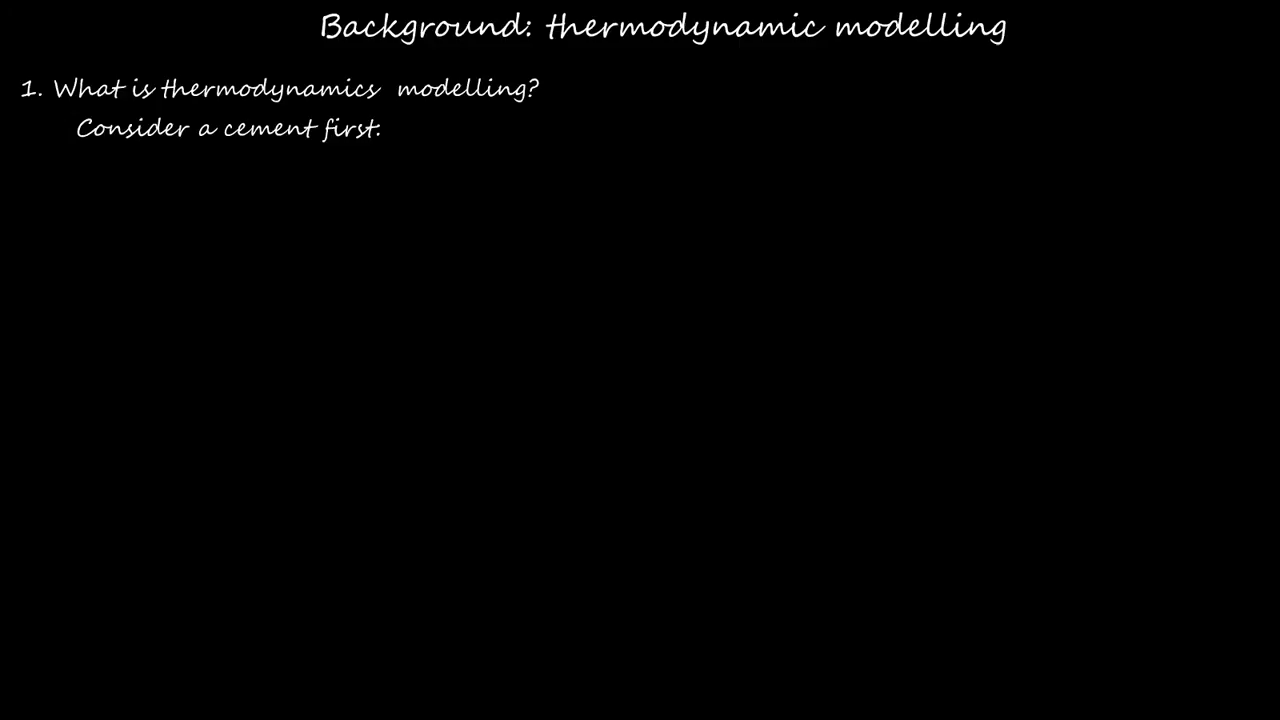 Background: thermodynamic modelling
1. What is thermodynamics modelling?
Consider a cement first: